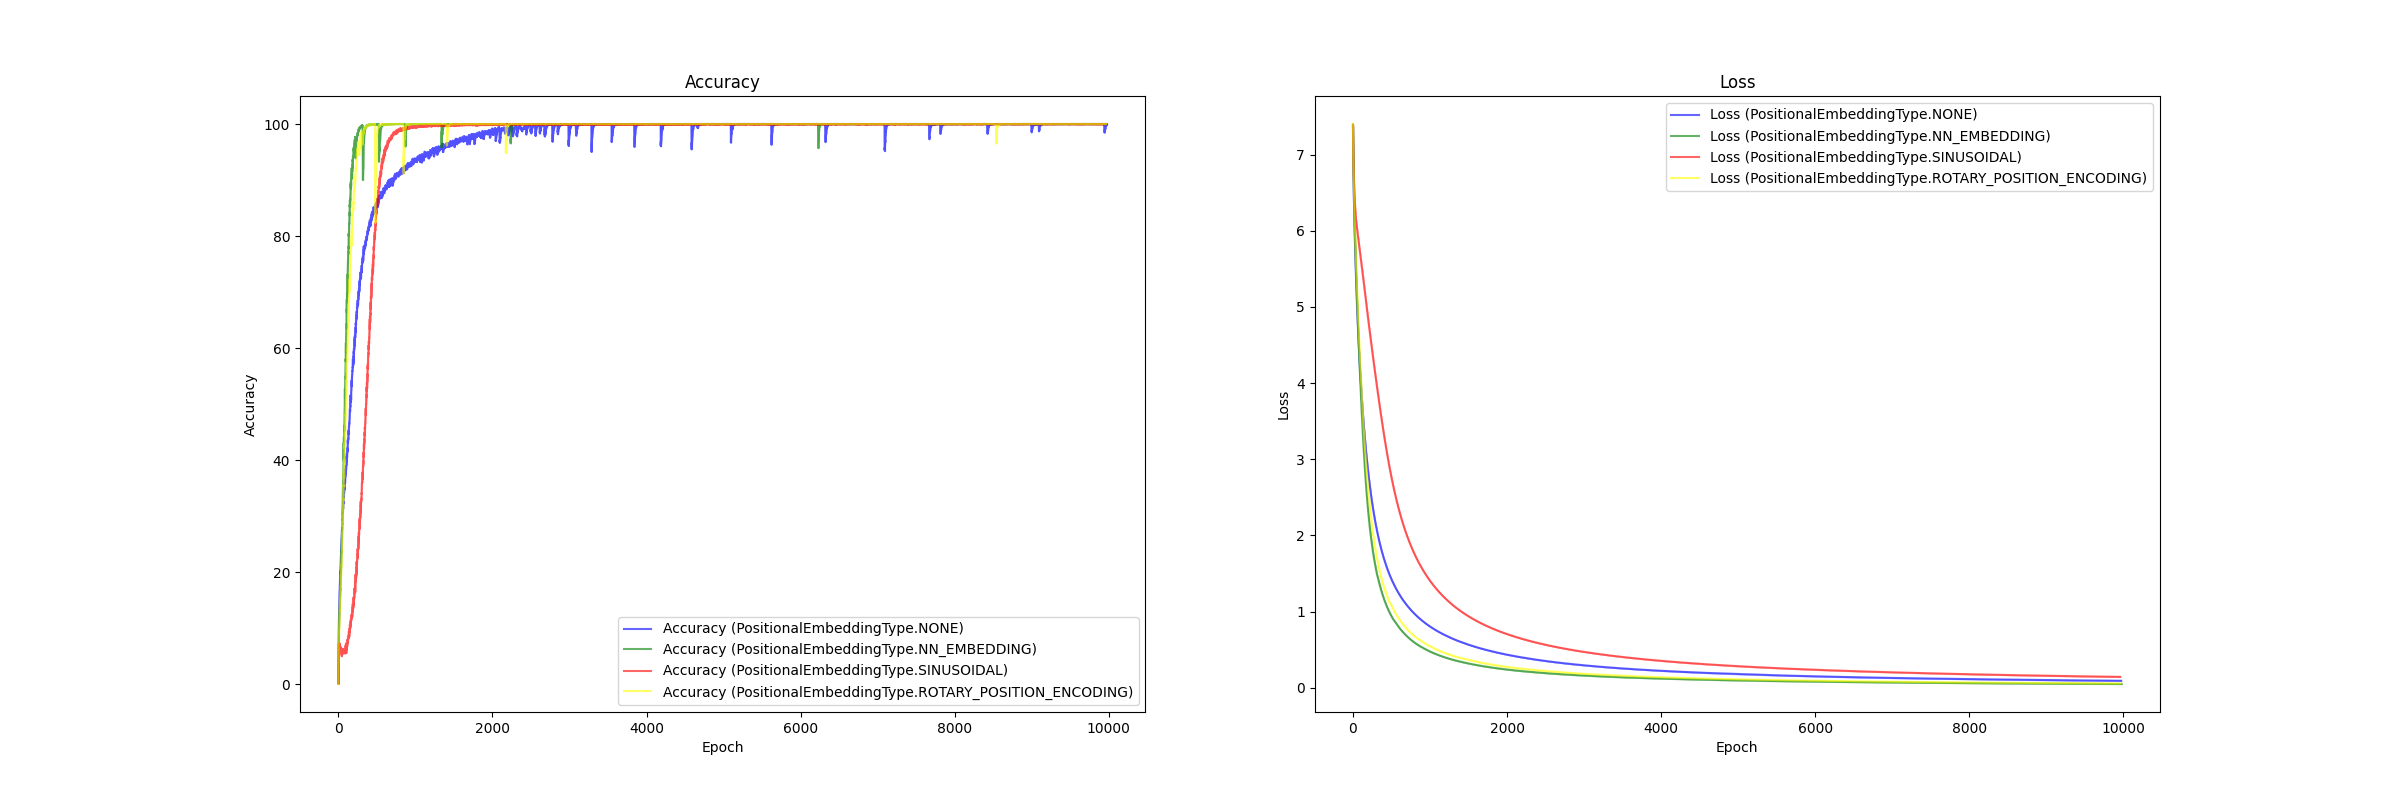 Accuracy
100
80
60
40
20
0
Accuracy
0 2000 4000 6000 8000 10000
Epoch
Accuracy (PositionalEmbeddingType.NONE)
Accuracy (PositionalEmbeddingType.NN_EMBEDDING)
Accuracy (PositionalEmbeddingType.SINUSOIDAL)
Accuracy (PositionalEmbeddingType.ROTARY_POSITION_ENCODING)
Loss
7
6
5
4
3
2
1
0
Loss
0 2000 4000 6000 8000 10000
Epoch
Loss (PositionalEmbeddingType.NONE)
Loss (PositionalEmbeddingType.NN_EMBEDDING)
Loss (PositionalEmbeddingType.SINUSOIDAL)
Loss (PositionalEmbeddingType.ROTARY_POSITION_ENCODING)